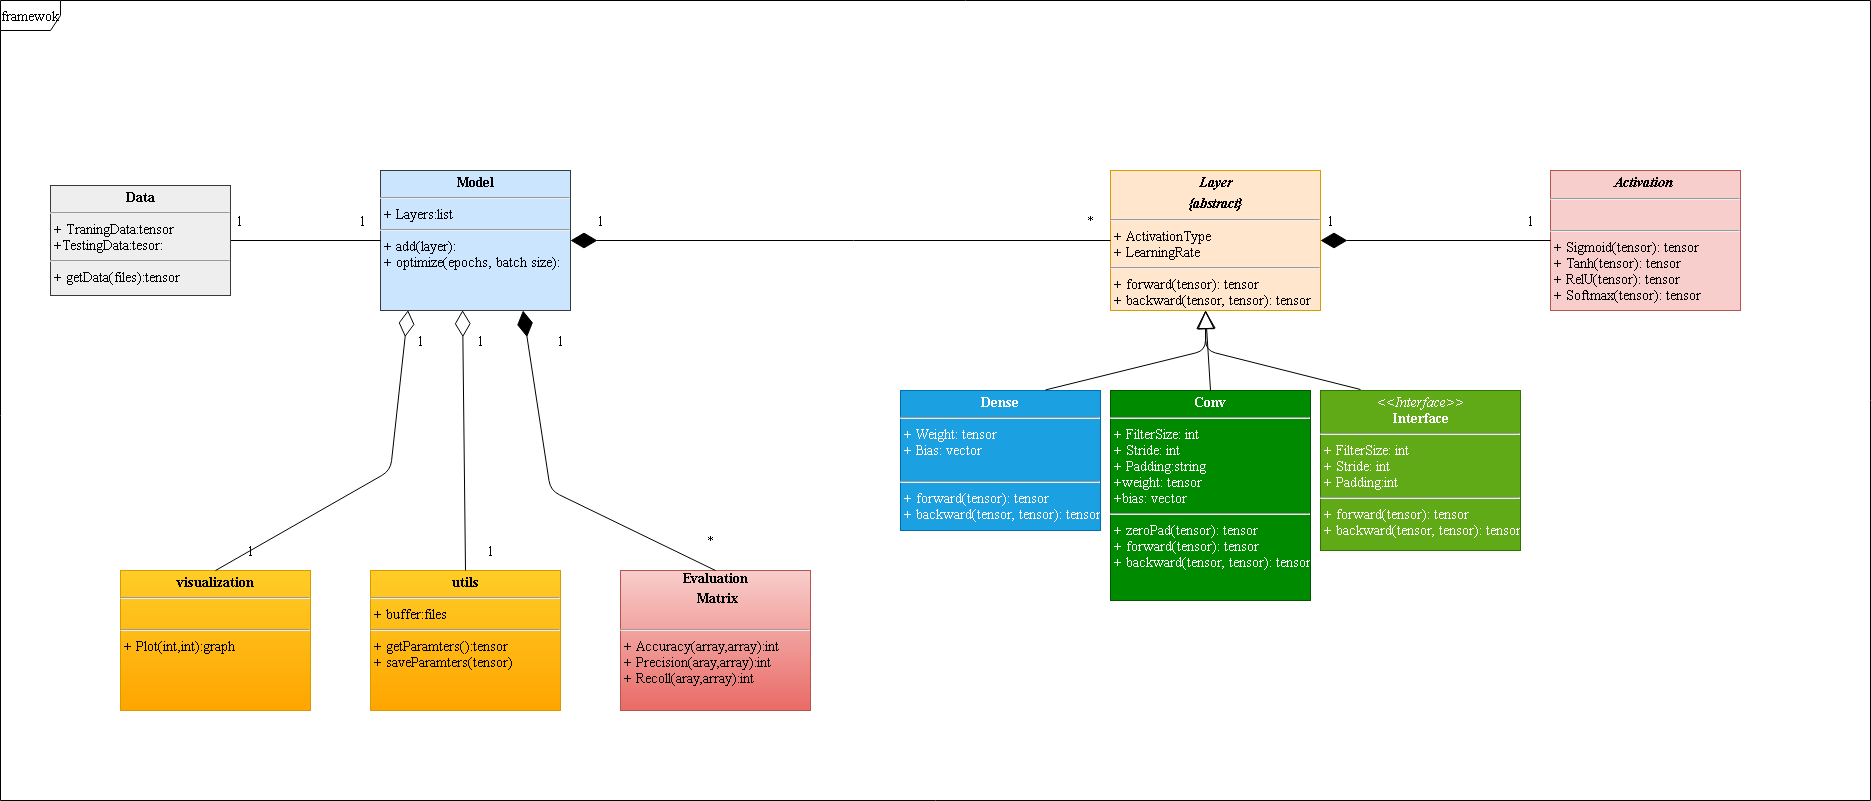 framewok
Data
+ TraningData:tensor
+TestingData:tesor:
+ getData(files):tensor
1
1
Model
+ Layers:list
+ add(layer):
+ optimize(epochs, batch size):
1
*
Layer
{abstract}
+ ActivationType
+ LearningRate
+ forward(tensor): tensor
+ backward(tensor, tensor): tensor
1
1
Activation
+ Sigmoid(tensor): tensor
+ Tanh(tensor): tensor
+ RelU(tensor): tensor
+ Softmax(tensor): tensor
1
1
1
Dense
+ Weight: tensor
+ Bias: vector
+ forward(tensor): tensor
+ backward(tensor, tensor): tensor
Conv
+ FilterSize: int
+ Stride: int
+ Padding:string
+weight: tensor
+bias: vector
+ zeroPad(tensor): tensor
+ forward(tensor): tensor
+ backward(tensor, tensor): tensor
<<Interface>>
Interface
+ FilterSize: int
+ Stride: int
+ Padding:int
+ forward(tensor): tensor
+ backward(tensor, tensor): tensor
1
1
*
visualization
+ Plot(int,int):graph
utils
+ buffer:files
+ getParamters():tensor
+ saveParamters(tensor)
Evaluation
Matrix
+ Accuracy(array,array):int
+ Precision(aray,array):int
+ Recoll(aray,array):int